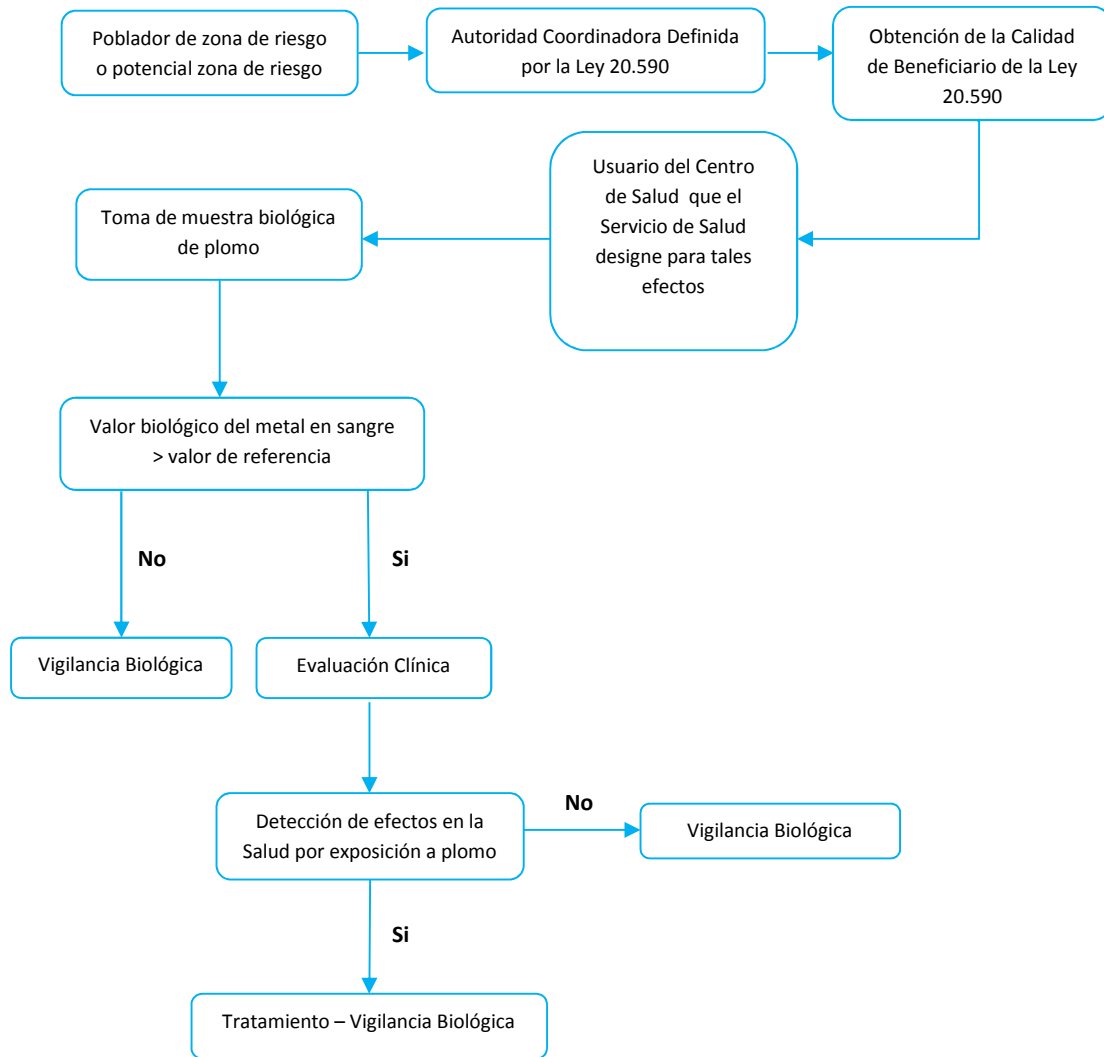 Poblador de zona de riesgo
o potencial zona de riesgo
Autoridad Coordinadora Definida
por la Ley 20.590
Obtención de la Calidad
de Beneficiario de la Ley
20.590
Usuario del Centro
de Salud que el
Servicio de Salud
designe para tales
efectos
Toma de muestra biológica
de plomo
Valor biológico del metal en sangre
> valor de referencia
No
Si
Vigilancia Biológica
Evaluación Clínica
Detección de efectos en la
Salud por exposición a plomo
No
Vigilancia Biológica
Si
Tratamiento – Vigilancia Biológica